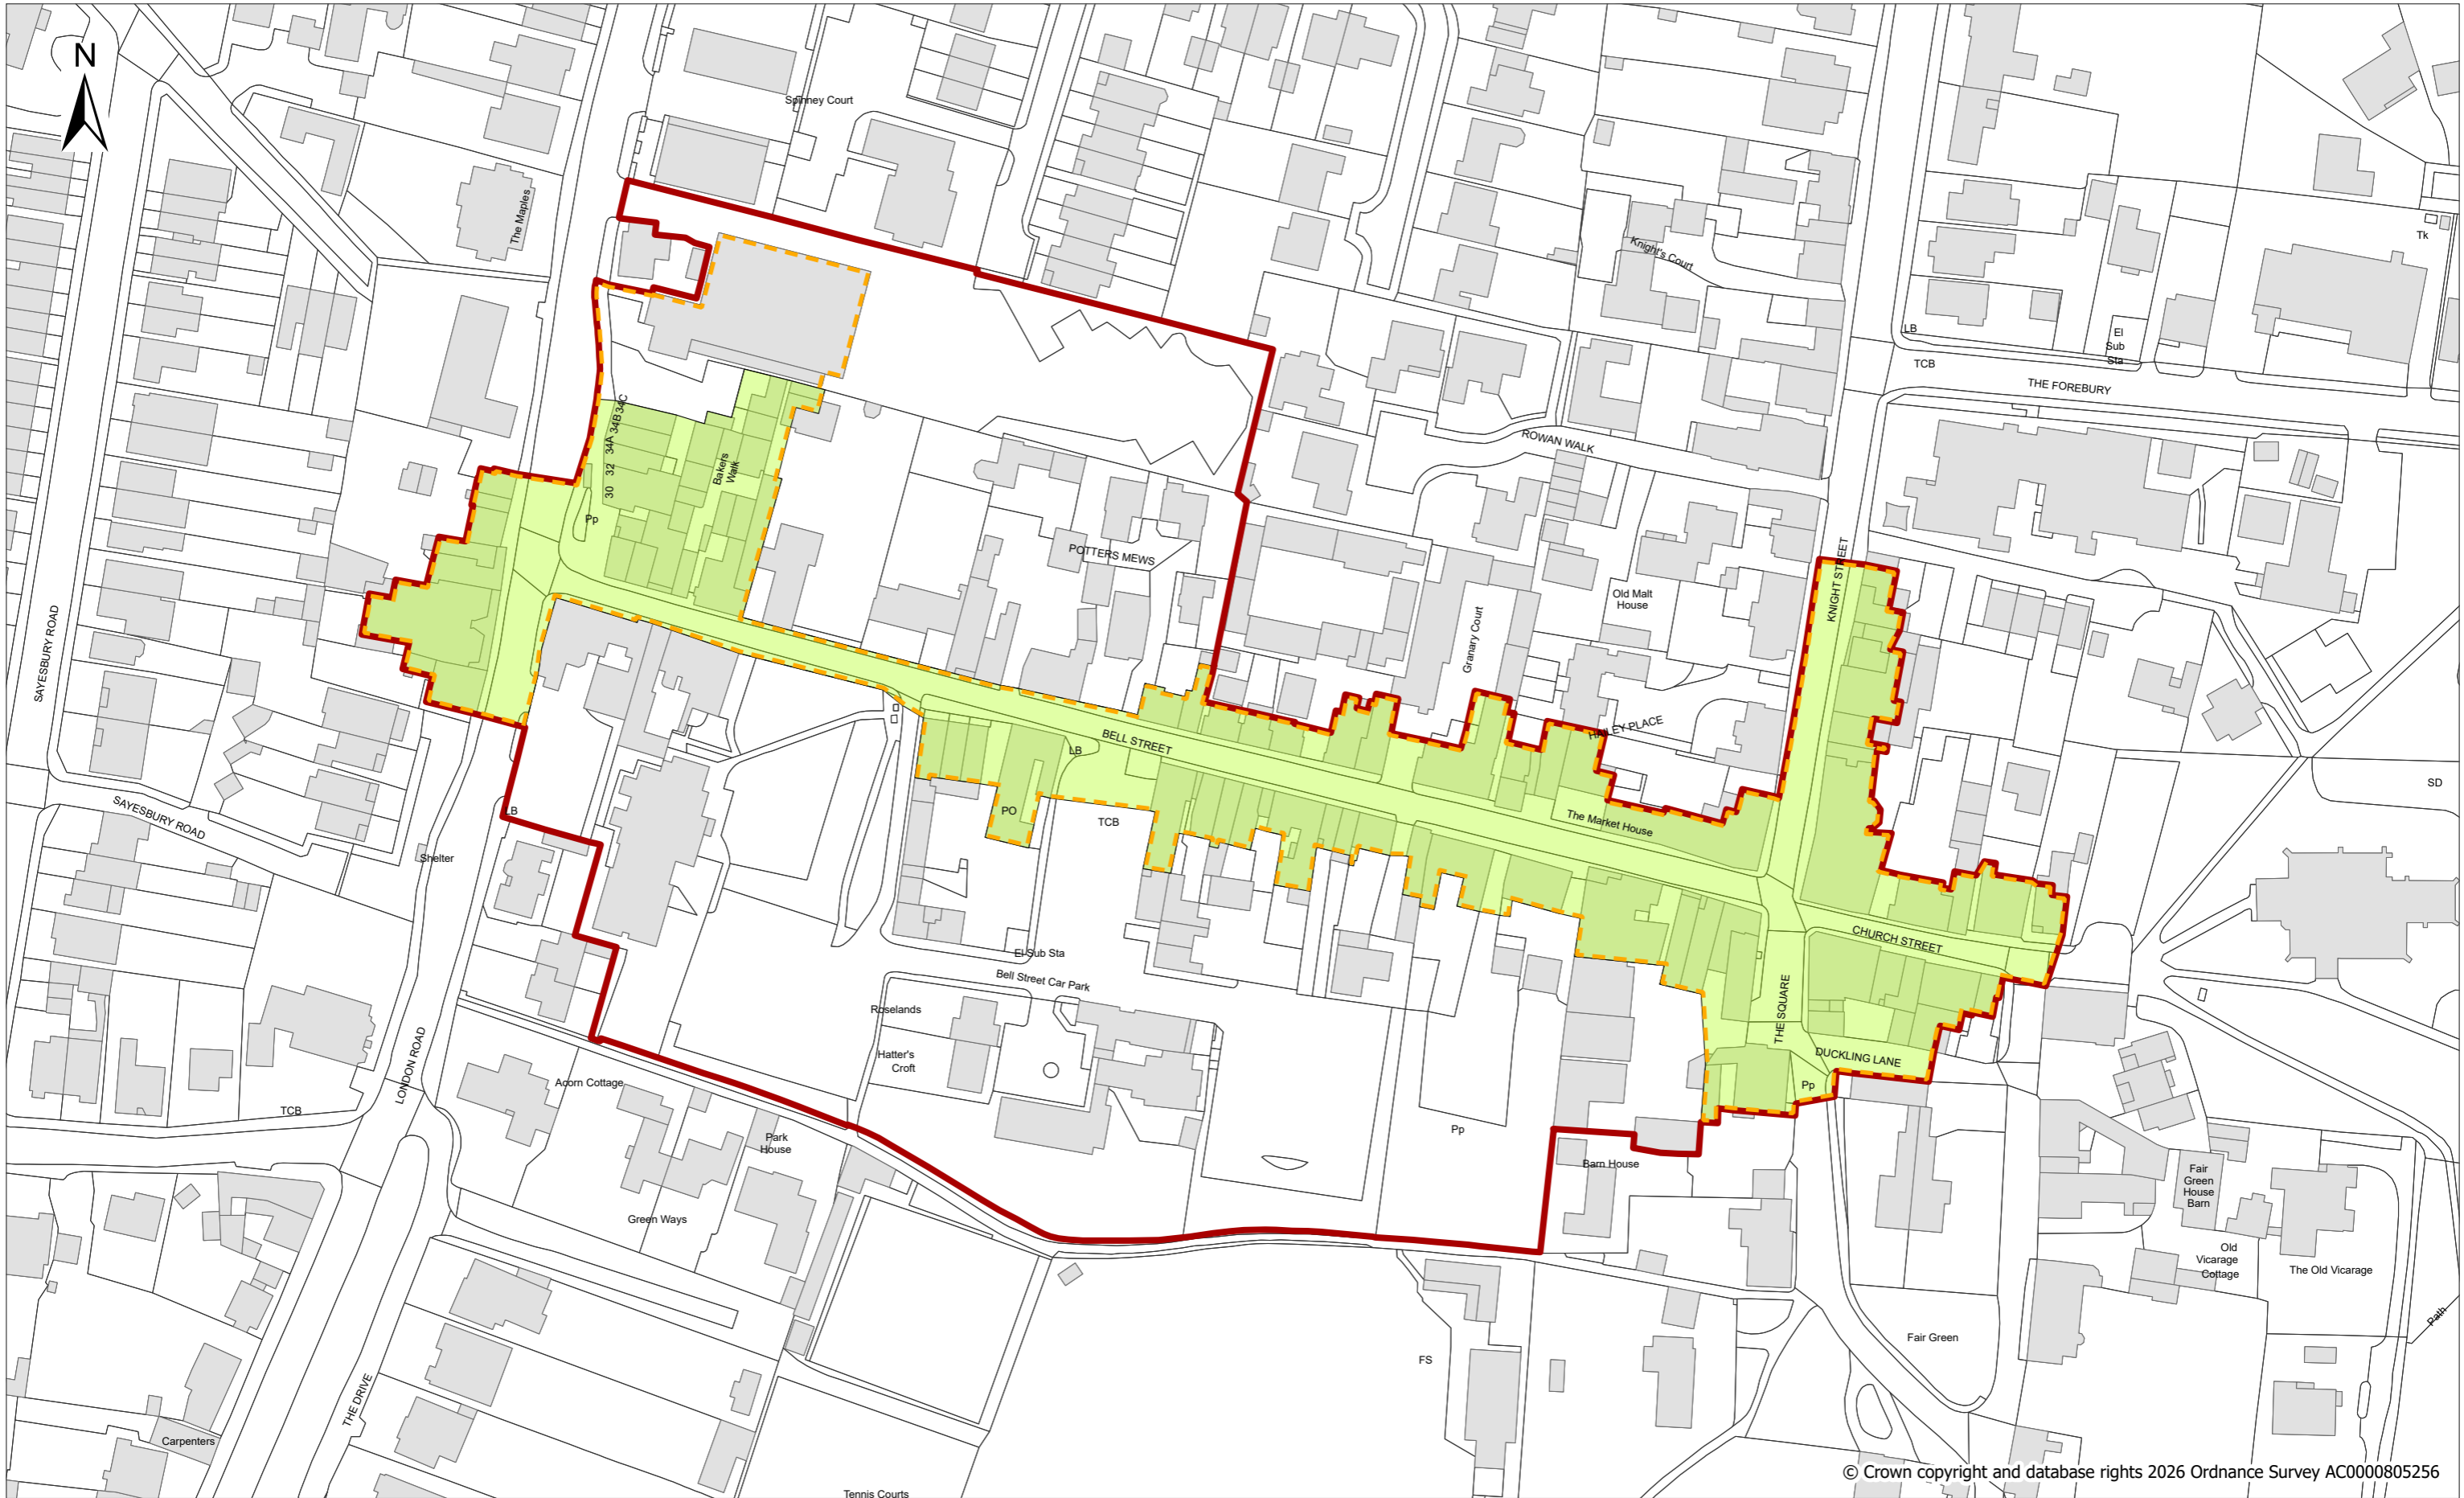 N
Spinney Court
The Maples
Knight's Court
Tk
LB
El
Sub
Sta
TCB
THE FOREBURY
34C
34B
34A
32
30
Bakers
Walk
ROWAN WALK
Pp
POTTERS MEWS
KNIGHT STREET
Old Malt
House
Granary Court
SAYESBURY ROAD
HAILEY PLACE
BELL STREET
LB
SD
SAYESBURY ROAD
LB
PO
TCB
The Market House
Shelter
CHURCH STREET
El Sub Sta
Bell Street Car Park
THE SQUARE
Roselands
Hatter's
Croft
DUCKLING LANE
LONDON ROAD
Acorn Cottage
Pp
TCB
Park
House
Pp
Barn House
Fair
Green
House
Barn
Green Ways
Old
Vicarage
Cottage
The Old Vicarage
Path
Fair Green
FS
THE DRIVE
Carpenters
Tennis Courts
© Crown copyright and database rights 2026 Ordnance Survey AC0000805256